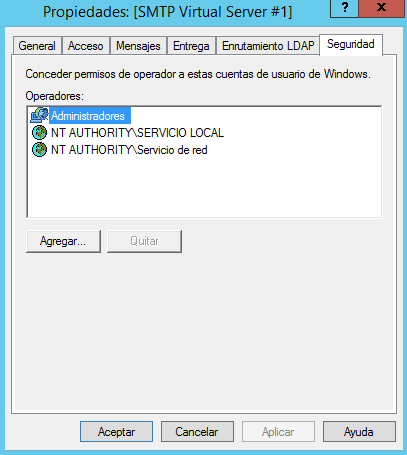 Propiedades: [SMTP Virtual Server #1]
? x
General Acceso Mensajes Entrega Enrutamiento LDAP Seguridad
Conceder permisos de operador a estas cuentas de usuario de Windows.
Operadores:
Administradores
NT AUTHORITY\SERVICIO LOCAL
NT AUTHORITY\Servicio de red
Agregar... Quitar
Aceptar Cancelar Aplicar Ayuda